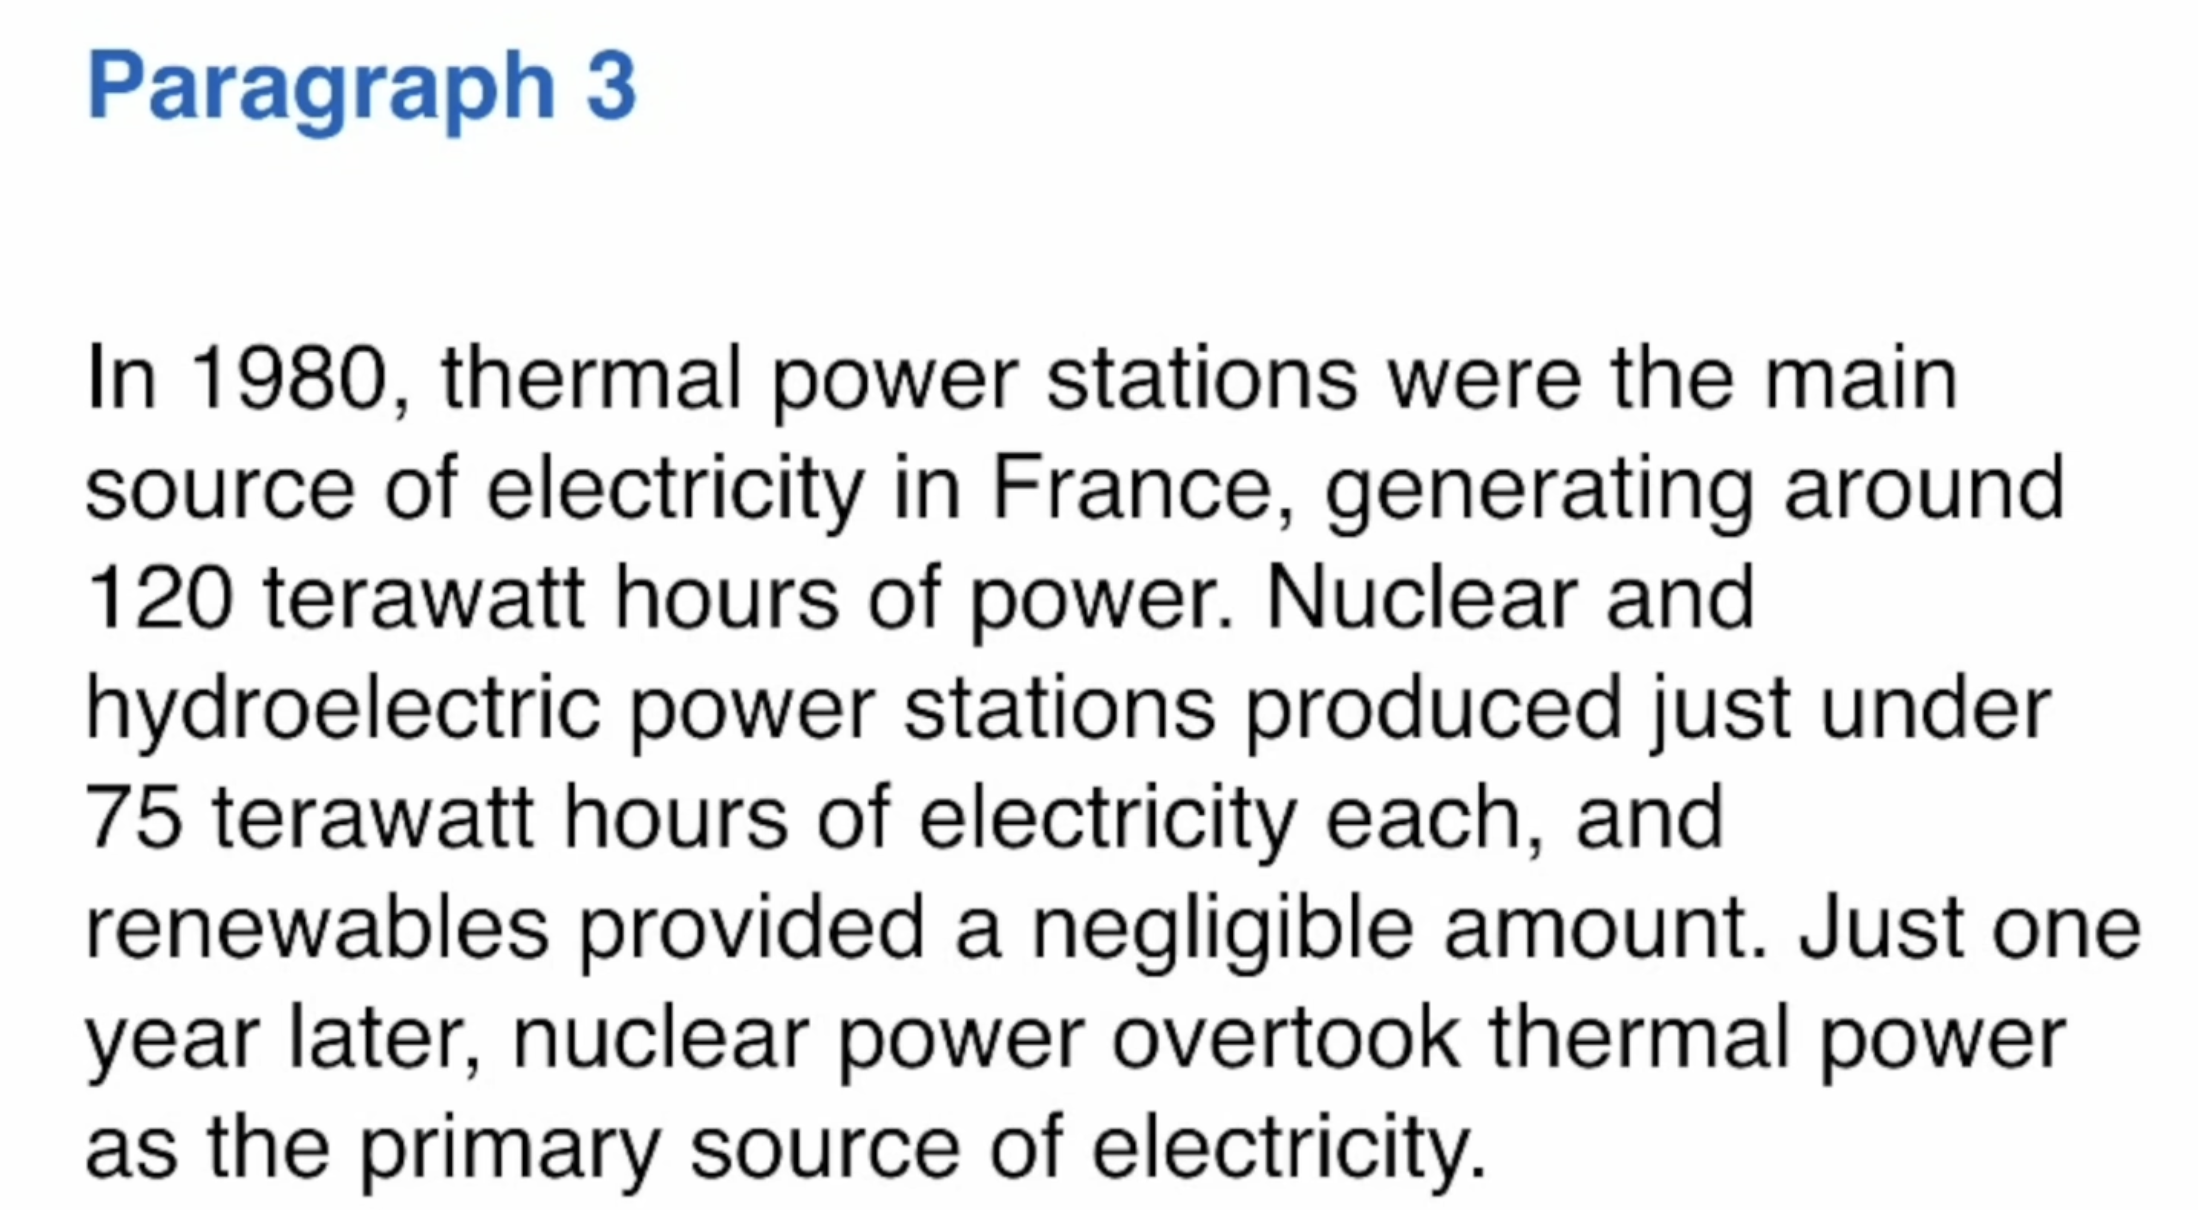 Paragraph 3
In 1980, thermal power stations were the main
source of electricity in France, generating around
120 terawatt hours of power. Nuclear and
hydroelectric power stations produced just under
75 terawatt hours of electricity each, and
renewables provided a negligible amount. Just one
year later, nuclear power overtook thermal power
as the primary source of electricity.